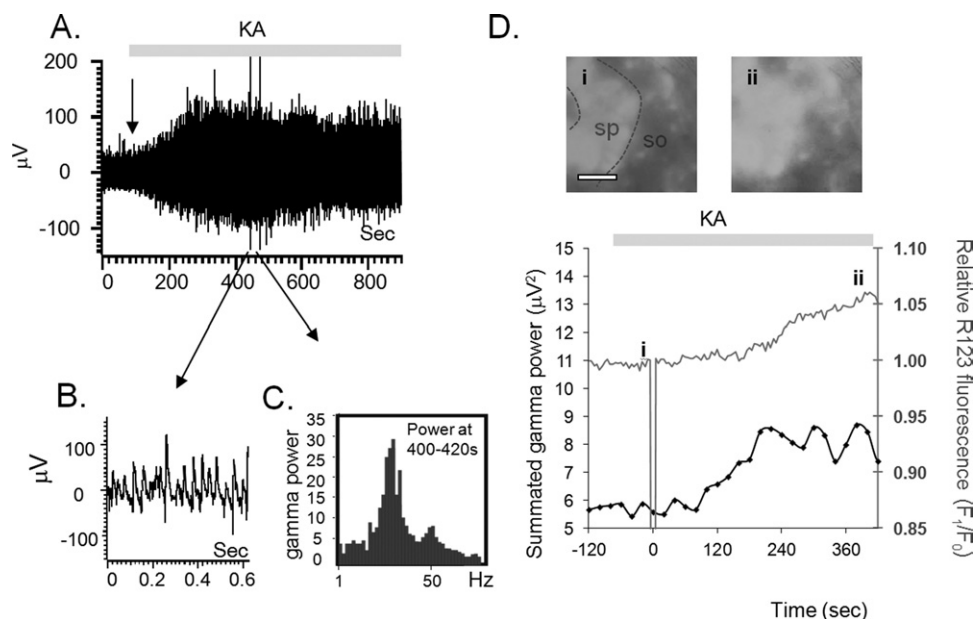 A.
KA
200
100
0
-100
µV
Sec
0 200 400 600 800
B.
100
0
-100
µV
Sec
0 0.2 0.4 0.6
C.
35
30
25
20
15
10
5
0
gamma power
Power at
400-420s
1 50 Hz
D.
i
sp
so
ii
KA
15
14
13
12
11
10
9
8
7
6
5
Summated gamma power (µV²)
i
ii
1.10
1.05
1.00
0.95
0.90
0.85
Relative R123 fluorescence (F₁/F₀)
-120 0 120 240 360
Time (sec)